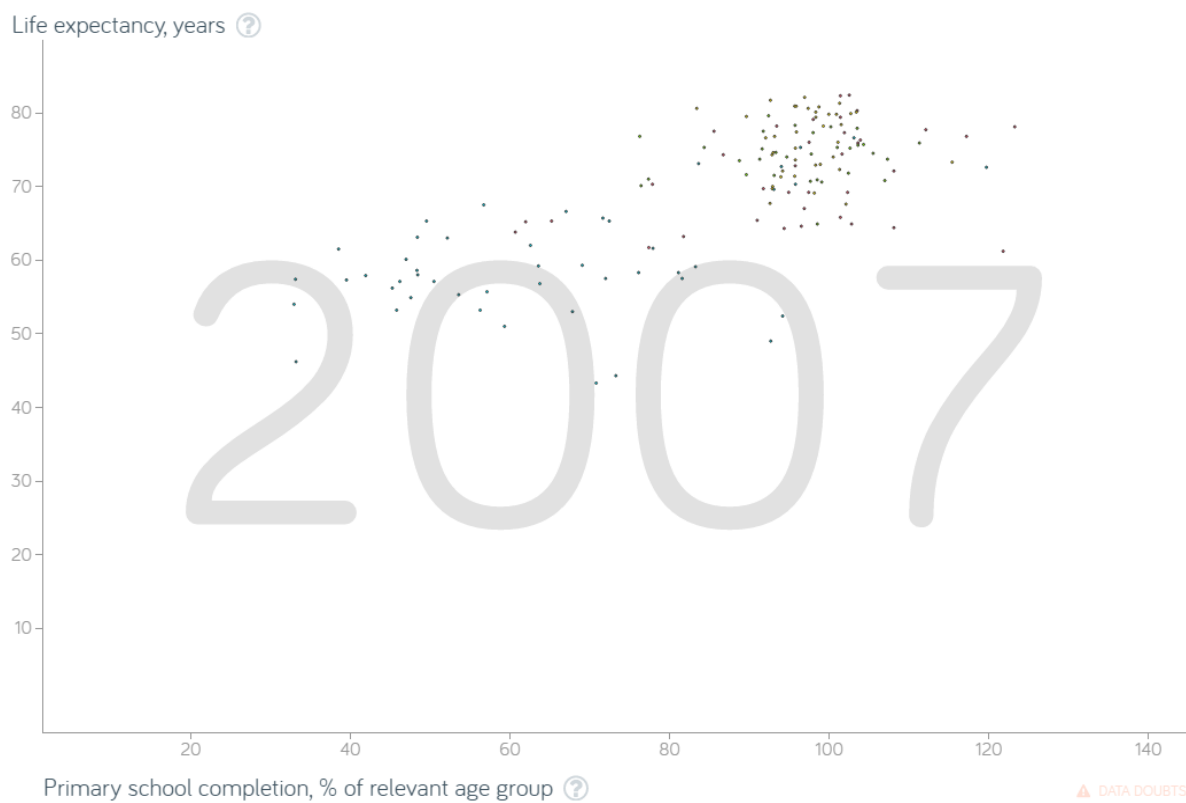 Life expectancy, years ?
80
70
60
50
40
30
20
10
2007
20 40 60 80 100 120 140
Primary school completion, % of relevant age group ?
DATA DOUBTS